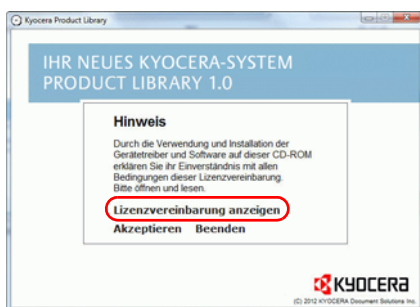 Kyocera Product Library
IHR NEUES KYOCERA-SYSTEM
PRODUCT LIBRARY 1.0
Hinweis
Durch die Verwendung und Installation der
Gerätetreiber und Software auf dieser CD-ROM
erklären Sie ihr Einverständnis mit allen
Bedingungen dieser Lizenzvereinbarung.
Bitte öffnen und lesen.
Lizenzvereinbarung anzeigen
Akzeptieren Beenden
KYOCERA
(C) 2012 KYOCERA Document Solutions Inc.